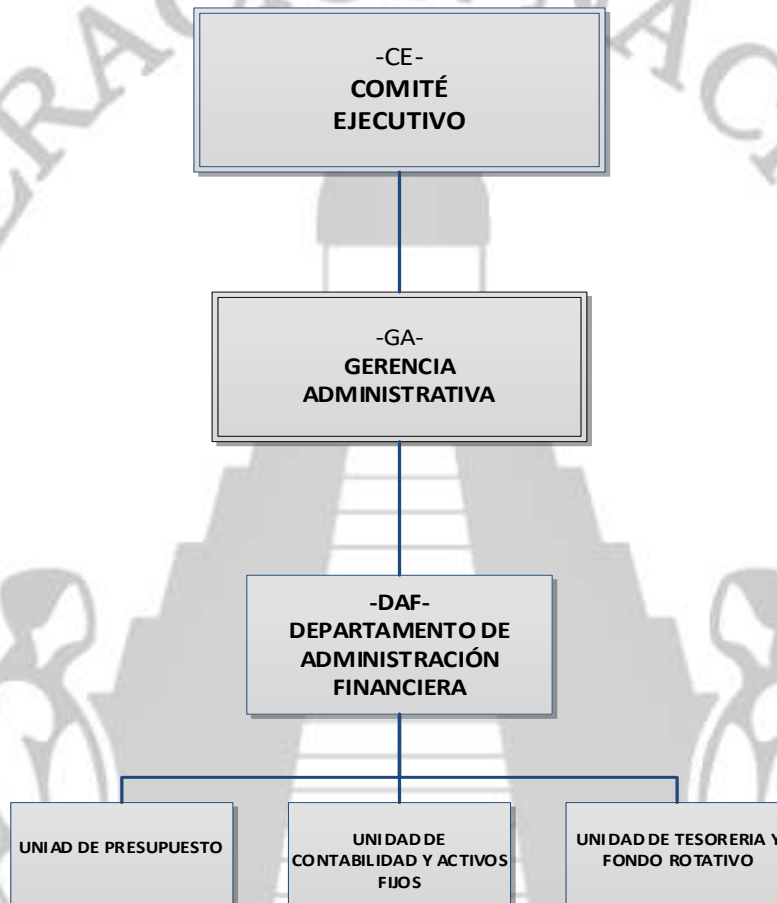 -CE-
COMITÉ
EJECUTIVO
-GA-
GERENCIA
ADMINISTRATIVA
-DAF-
DEPARTAMENTO DE
ADMINISTRACIÓN
FINANCIERA
UNIAD DE PRESUPUESTO
UNIDAD DE
CONTABILIDAD Y ACTIVOS
FIJOS
UNIDAD DE TESORERIA Y
FONDO ROTATIVO